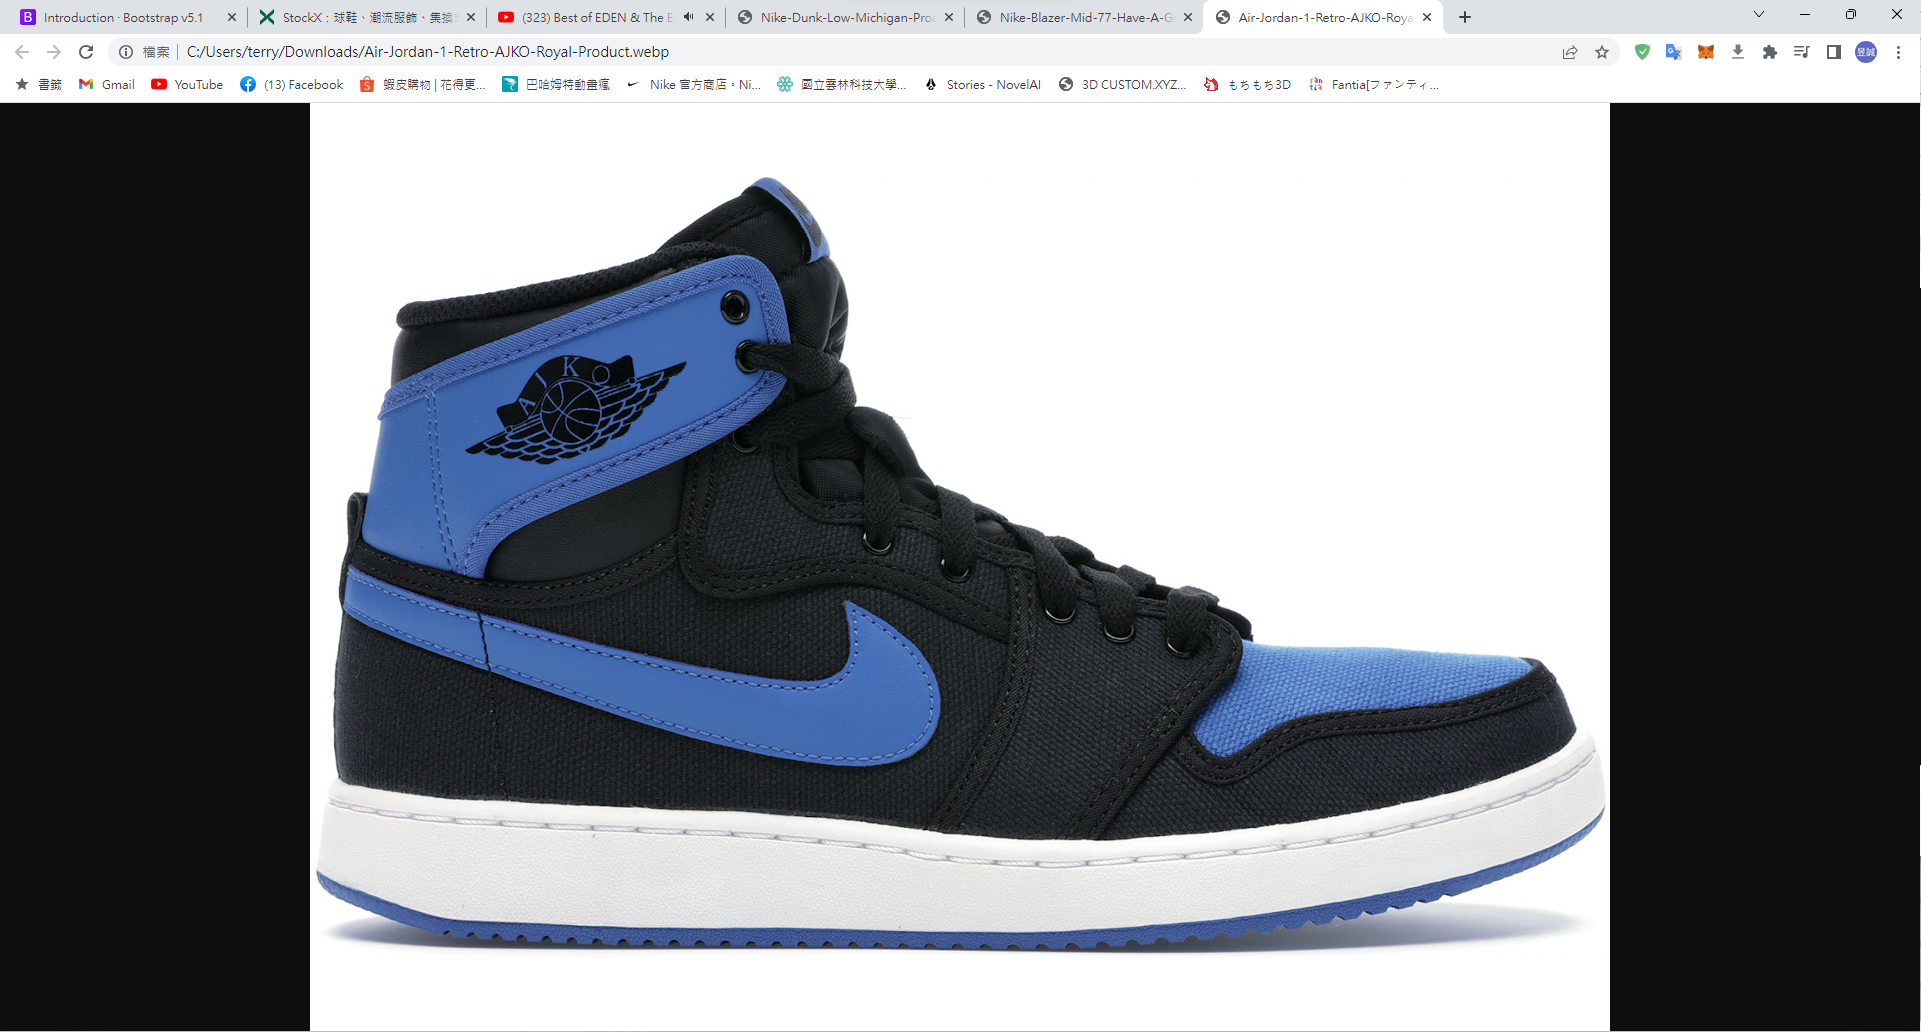 Introduction · Bootstrap v5.1
StockX：球鞋、潮流服飾、集換
(323) Best of EDEN & The E
Nike-Dunk-Low-Michigan-Pro
Nike-Blazer-Mid-77-Have-A-G
Air-Jordan-1-Retro-AJKO-Roya
檔案
C:/Users/terry/Downloads/Air-Jordan-1-Retro-AJKO-Royal-Product.webp
昱誠
書籤
Gmail
YouTube
(13) Facebook
蝦皮購物 | 花得更...
巴哈姆特動畫瘋
Nike 官方商店。Ni...
國立雲林科技大學...
Stories - NovelAI
3D CUSTOM.XYZ...
もちもち3D
Fantia[ファンティ...
AJKO